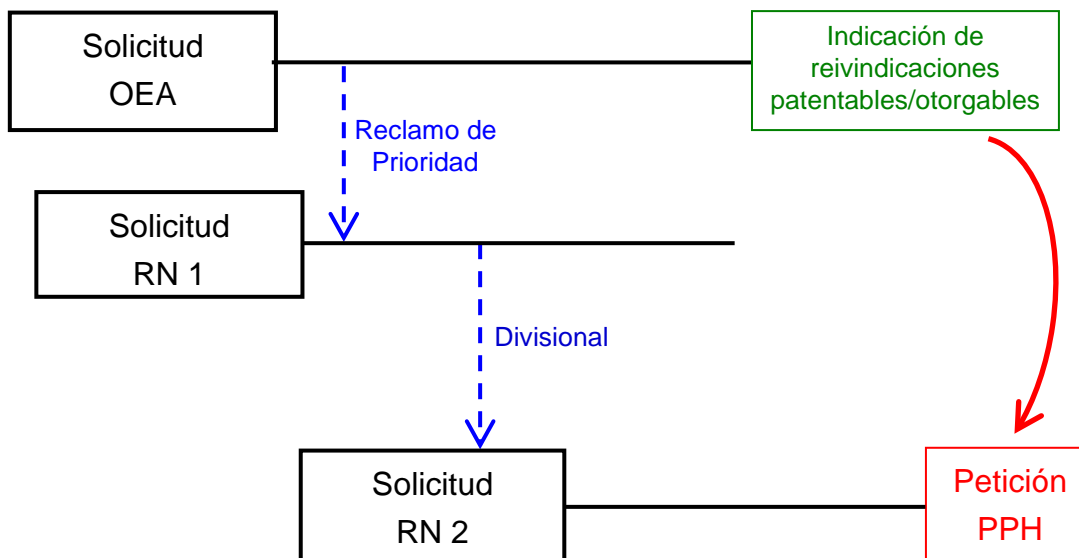 Solicitud
OEA
Indicación de
reivindicaciones
patentables/otorgables
Reclamo de
Prioridad
Solicitud
RN 1
Divisional
Solicitud
RN 2
Petición
PPH